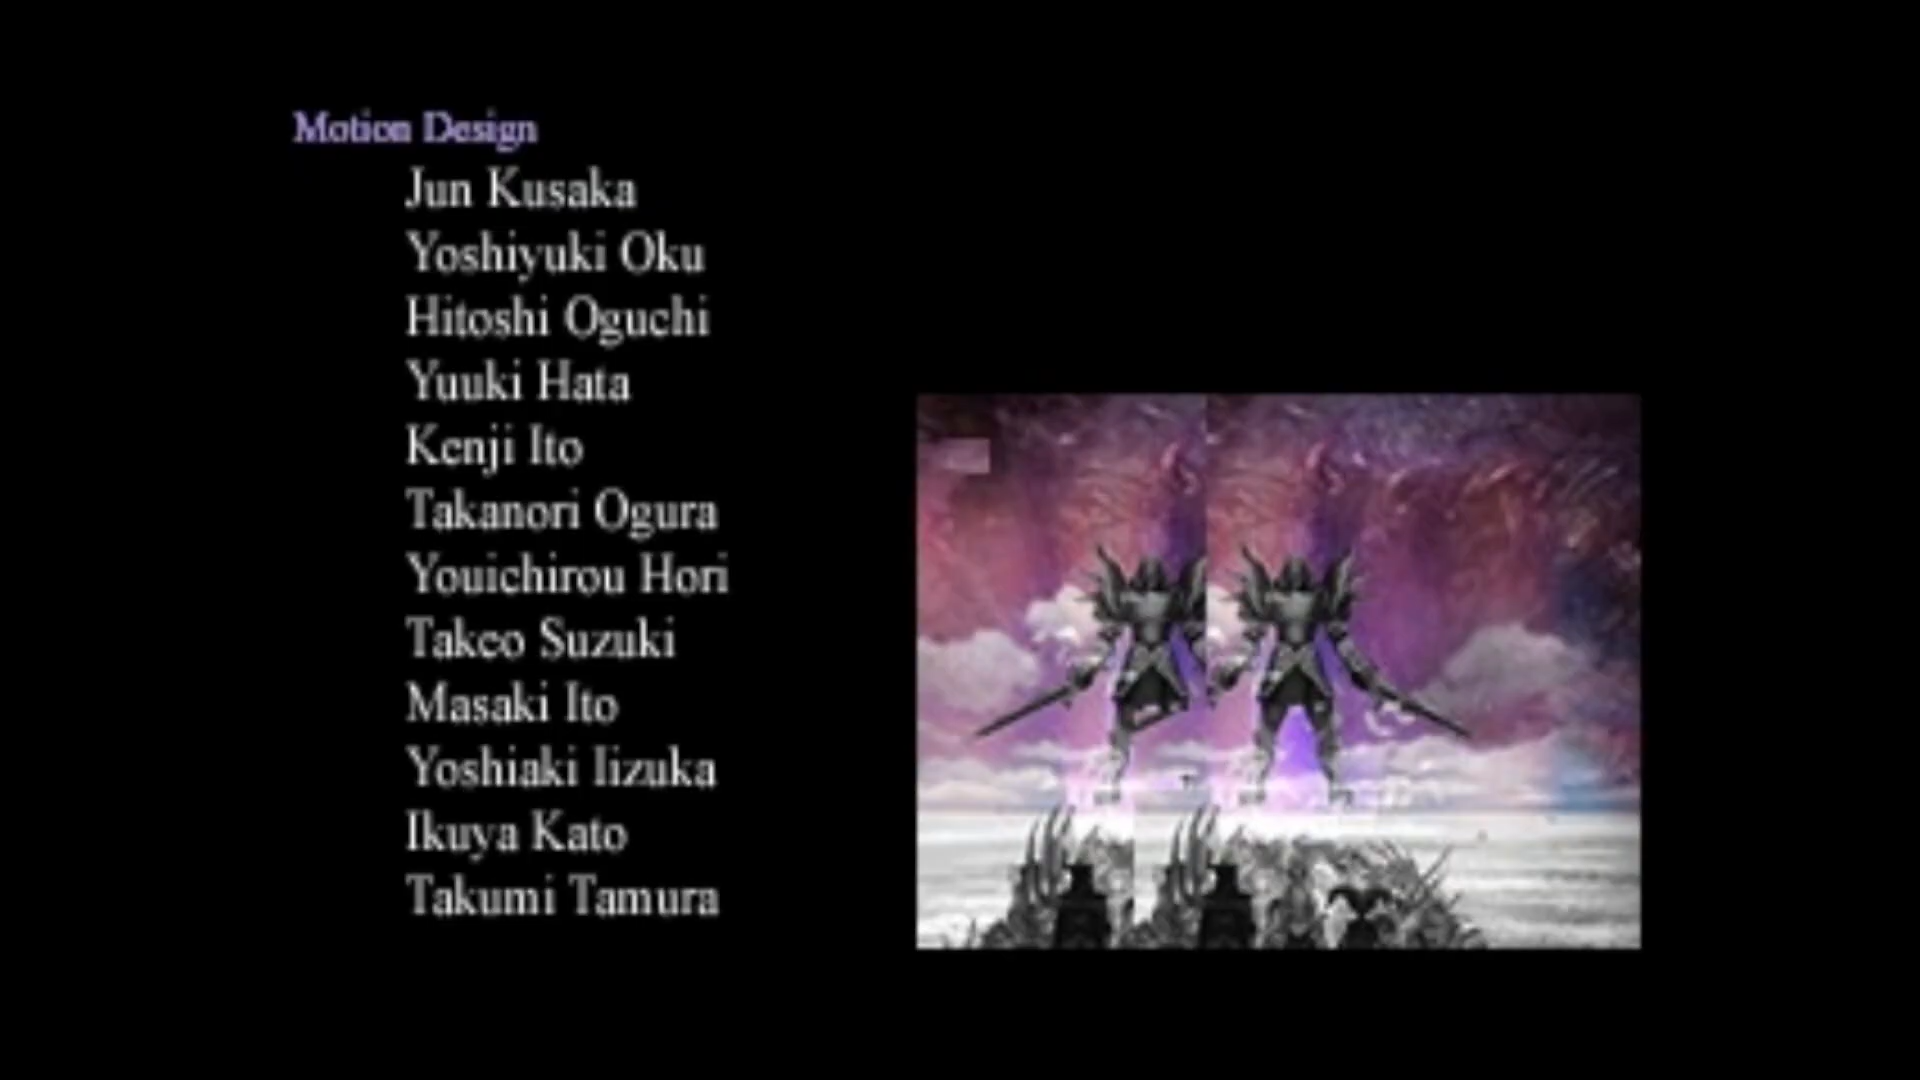 Motion Design
Jun Kusaka
Yoshiyuki Oku
Hitoshi Oguchi
Yuuki Hata
Kenji Ito
Takanori Ogura
Youichirou Hori
Takeo Suzuki
Masaki Ito
Yoshiaki Iizuka
Ikuya Kato
Takumi Tamura